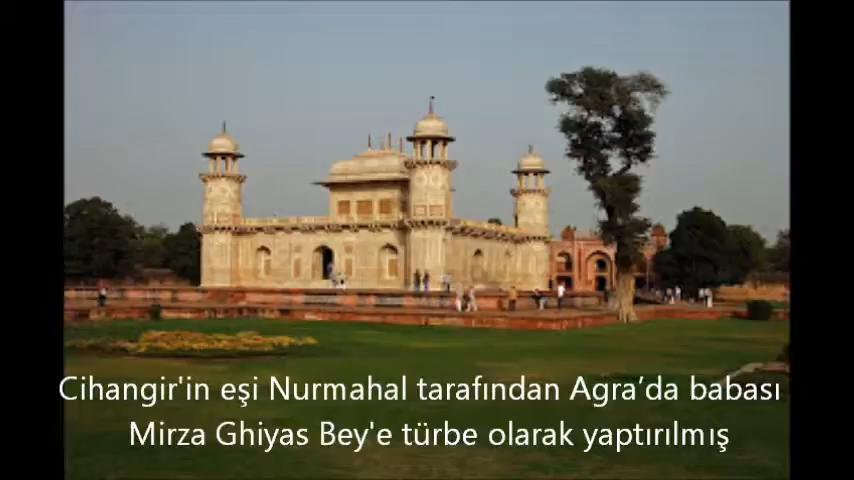 Cihangir'in eşi Nurmahal tarafından Agra’da babası
Mirza Ghiyas Bey'e türbe olarak yaptırılmış